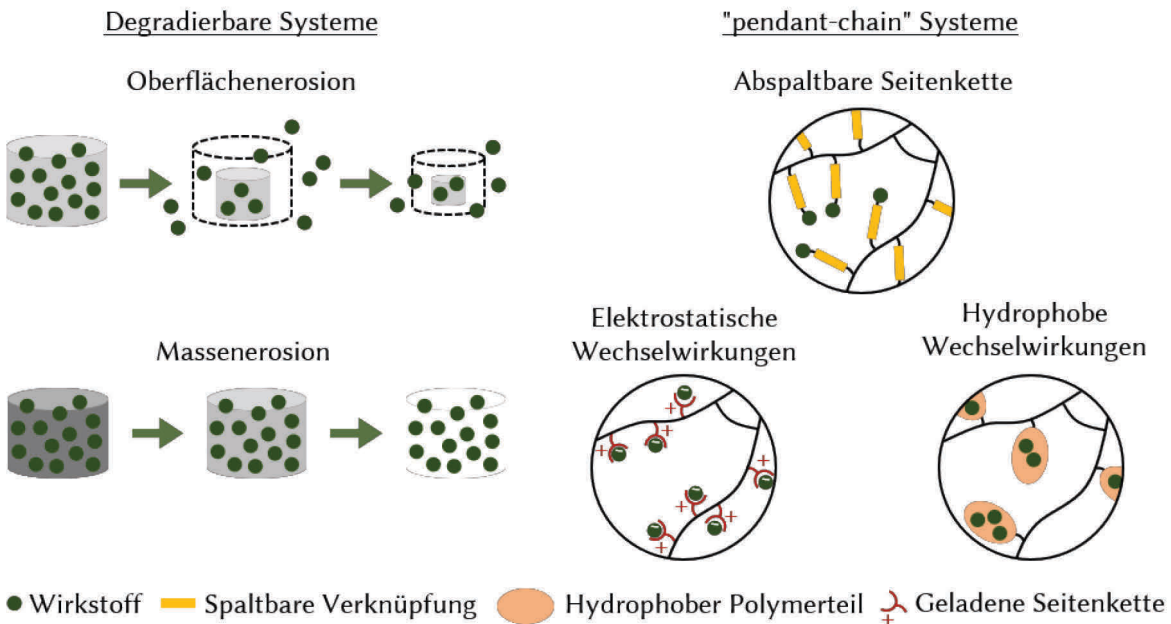 Degradierbare Systeme
Oberflächenerosion
Massenerosion
"pendant-chain" Systeme
Abspaltbare Seitenkette
Elektrostatische
Wechselwirkungen
Hydrophobe
Wechselwirkungen
+
+
+
+
+
+
+
Wirkstoff
Spaltbare Verknüpfung
Hydrophober Polymerteil
+
Geladene Seitenkette